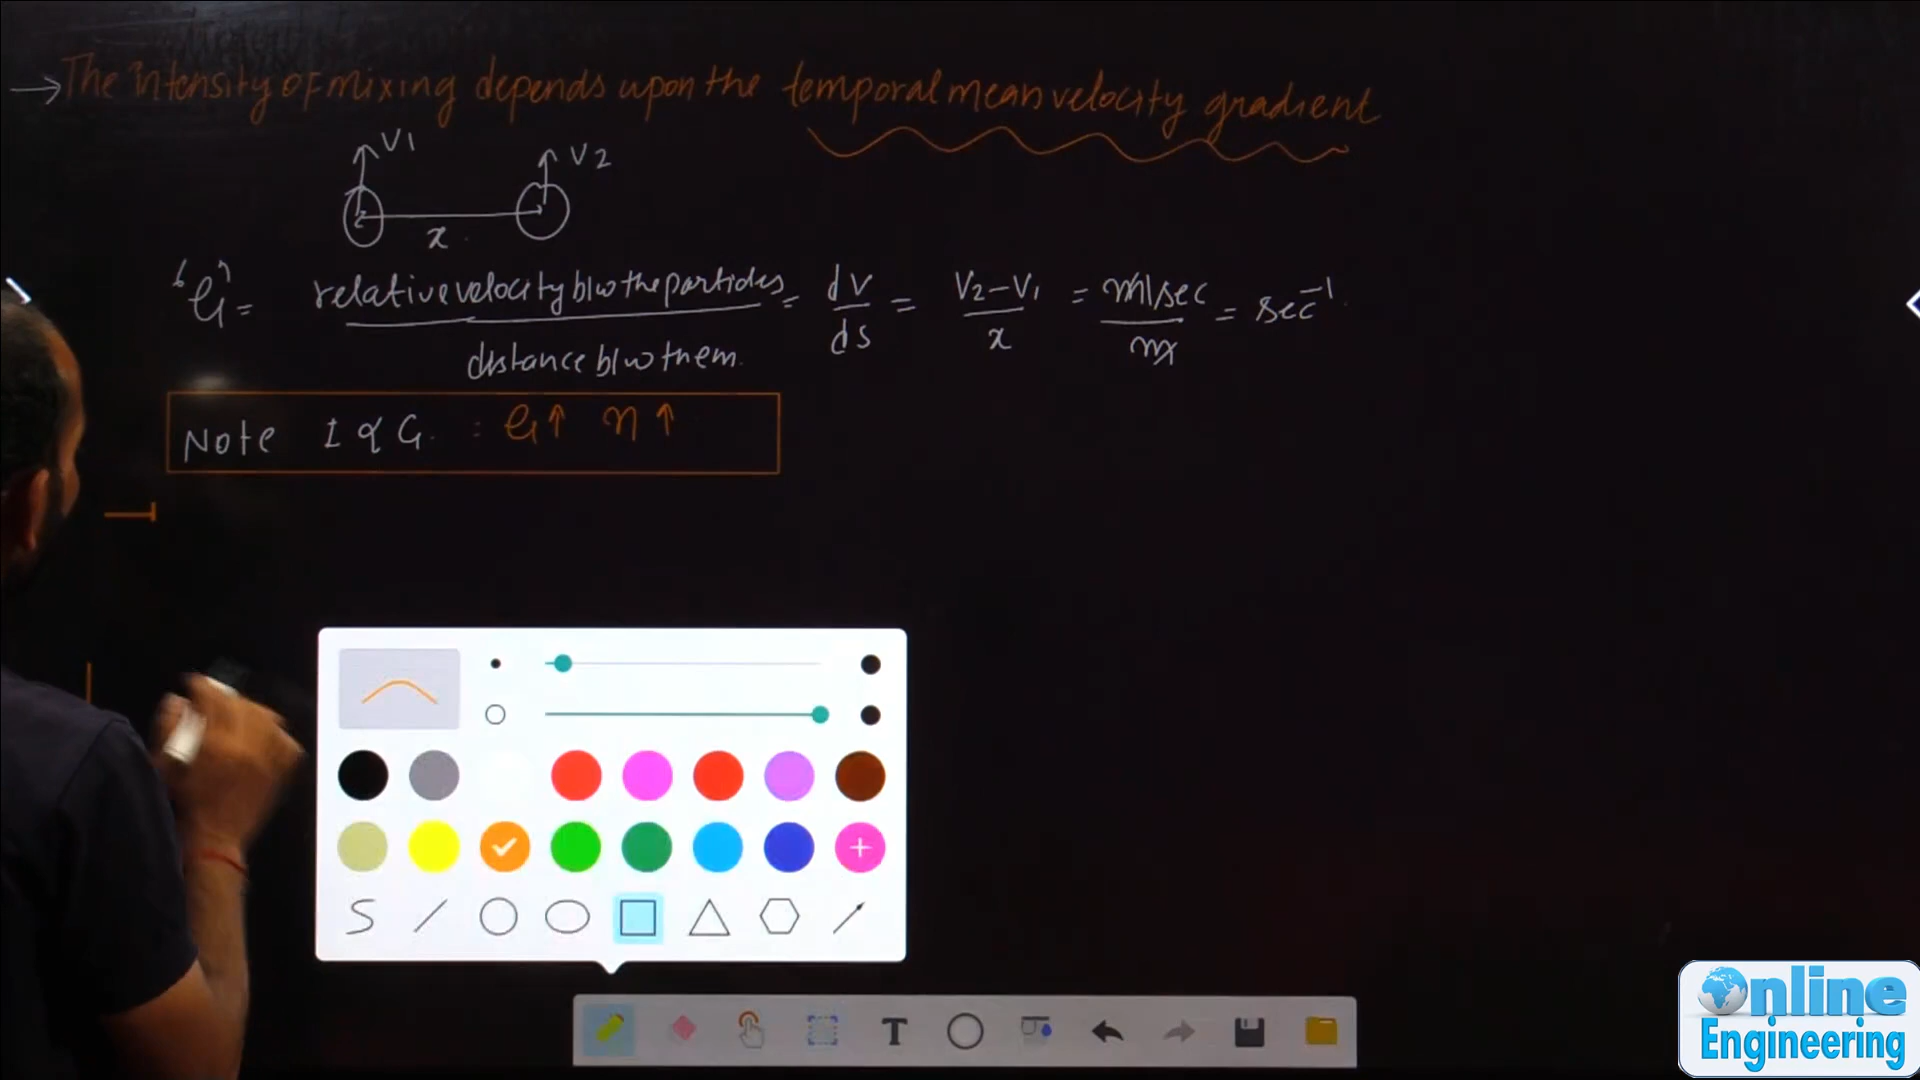 →The intensity of mixing depends upon the temporal mean velocity gradient
V1 V2
x
"G" = relative velocity b/w the particles / distance b/w them. = dv / ds = V2-V1 / x = m/sec / m = sec-1
Note I ∝ G. = G↑ η↑
T
Online
Engineering